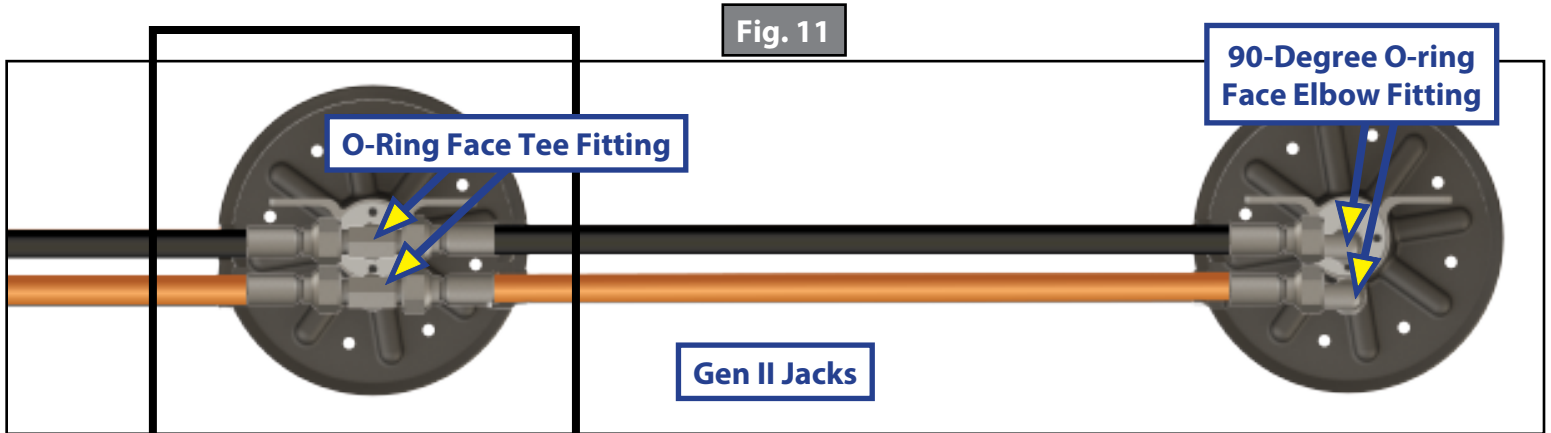 Fig. 11
90-Degree O-ring
Face Elbow Fitting
O-Ring Face Tee Fitting
Gen II Jacks